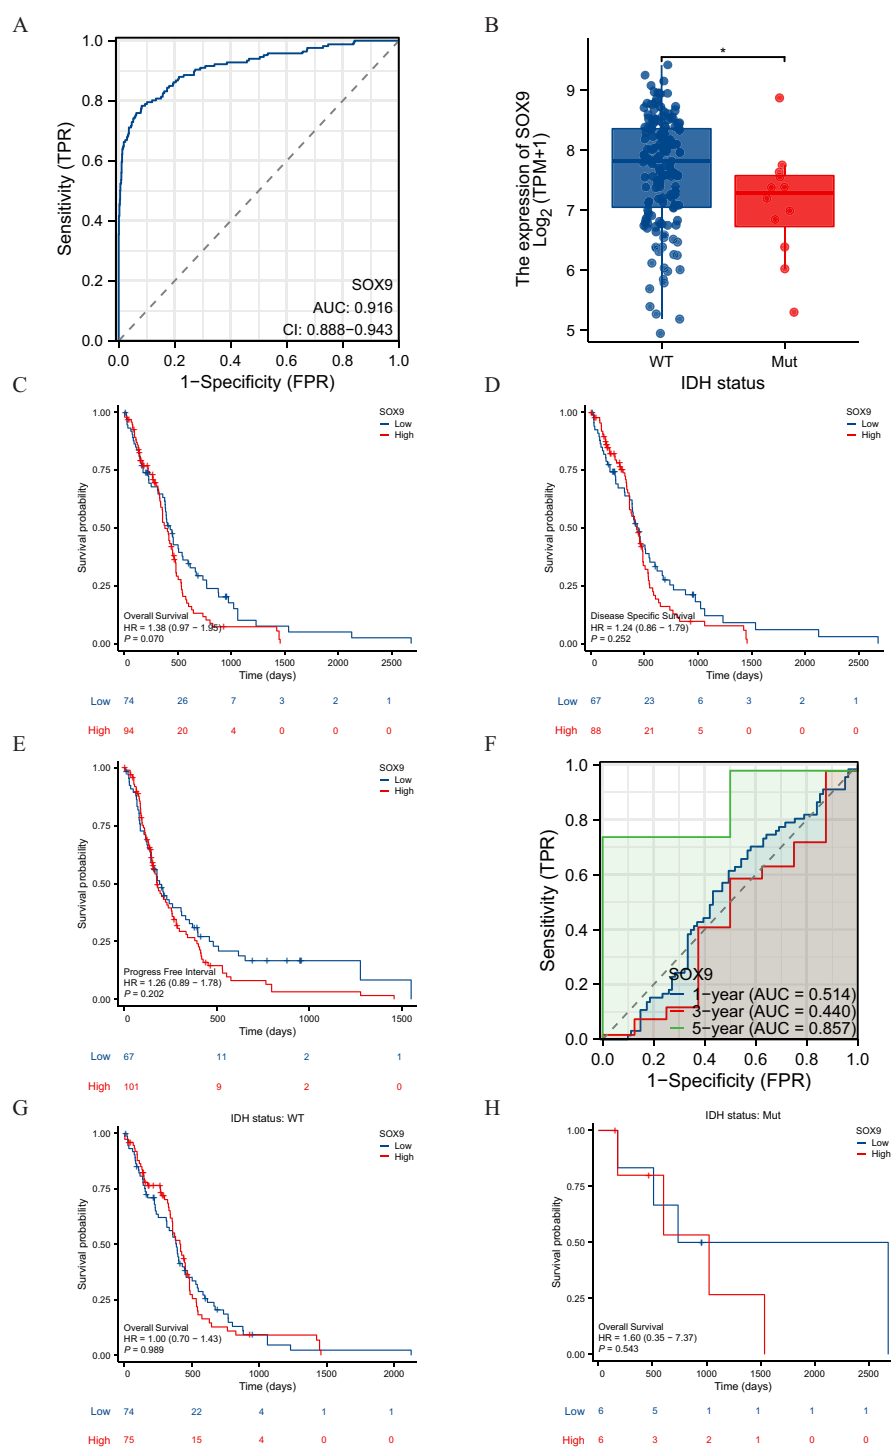 A
Sensitivity (TPR)
1.0
0.8
0.6
0.4
0.2
0.0
SOX9
AUC: 0.916
CI: 0.888−0.943
0.0 0.2 0.4 0.6 0.8 1.0
1−Specificity (FPR)
B
The expression of SOX9
Log2 (TPM+1)
*
9
8
7
6
5
WT Mut
IDH status
C
SOX9
Low
High
Survival probability
1.00
0.75
0.50
0.25
0.00
Overall Survival
HR = 1.38 (0.97 − 1.95)
P = 0.070
0 500 1000 1500 2000 2500
Time (days)
Low 74 26 7 3 2 1
High 94 20 4 0 0 0
D
SOX9
Low
High
Survival probability
1.00
0.75
0.50
0.25
0.00
Disease Specific Survival
HR = 1.24 (0.86 − 1.79)
P = 0.252
0 500 1000 1500 2000 2500
Time (days)
Low 67 23 6 3 2 1
High 88 21 5 0 0 0
E
SOX9
Low
High
Survival probability
1.00
0.75
0.50
0.25
0.00
Progress Free Interval
HR = 1.26 (0.89 − 1.78)
P = 0.202
0 500 1000 1500
Time (days)
Low 67 11 2 1
High 101 9 2 0
F
Sensitivity (TPR)
1.0
0.8
0.6
0.4
0.2
0.0
SOX9
1−year (AUC = 0.514)
3−year (AUC = 0.440)
5−year (AUC = 0.857)
0.0 0.2 0.4 0.6 0.8 1.0
1−Specificity (FPR)
G
IDH status: WT
SOX9
Low
High
Survival probability
1.00
0.75
0.50
0.25
0.00
Overall Survival
HR = 1.00 (0.70 − 1.43)
P = 0.989
0 500 1000 1500 2000
Time (days)
Low 74 22 4 1 1
High 75 15 4 0 0
H
IDH status: Mut
SOX9
Low
High
Survival probability
1.00
0.75
0.50
0.25
0.00
Overall Survival
HR = 1.60 (0.35 − 7.37)
P = 0.543
0 500 1000 1500 2000 2500
Time (days)
Low 6 5 1 1 1 1
High 6 3 2 1 0 0